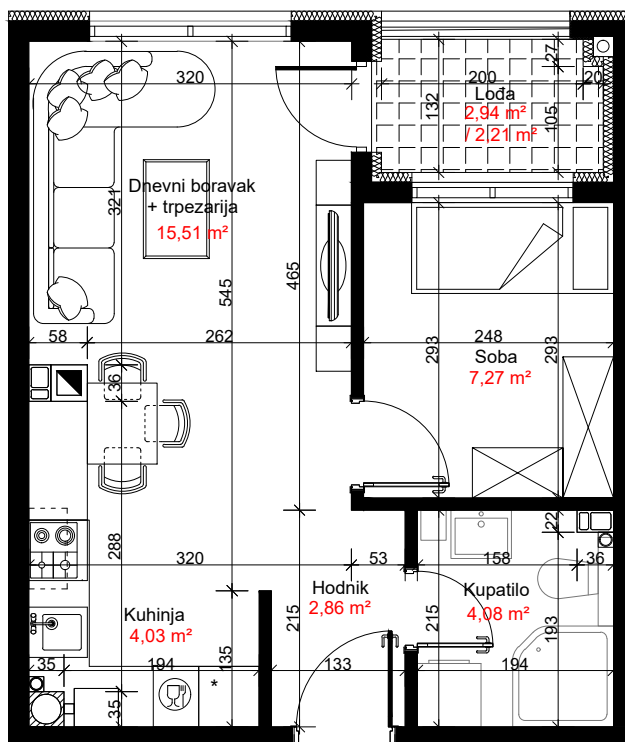 320
200
20
27
132
105
Lođa
2,94 m²
/ 2,21 m²
Dnevni boravak
+ trpezarija
15,51 m²
321
545
465
58
262
248
293
293
Soba
7,27 m²
36
288
320
53
158
36
22
Hodnik
2,86 m²
Kupatilo
4,08 m²
Kuhinja
4,03 m²
215
215
193
135
35
194
133
194
35
*